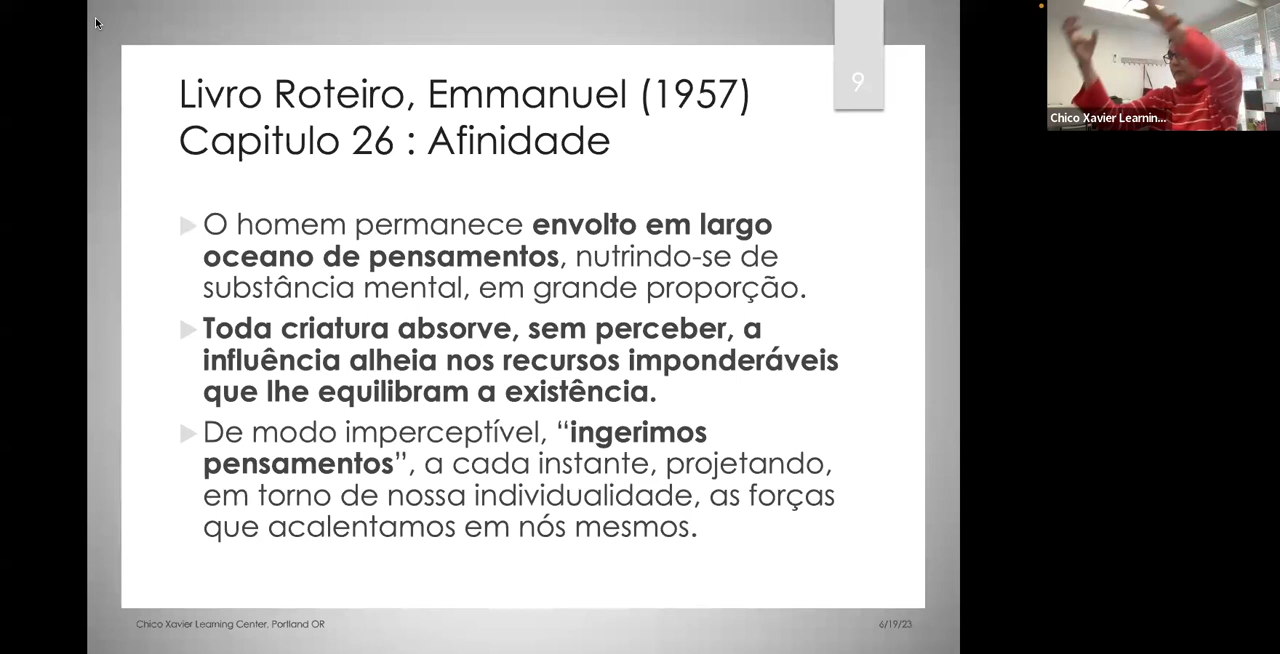 9
Livro Roteiro, Emmanuel (1957)
Capitulo 26 : Afinidade
O homem permanece envolto em largo
oceano de pensamentos, nutrindo-se de
substância mental, em grande proporção.
Toda criatura absorve, sem perceber, a
influência alheia nos recursos imponderáveis
que lhe equilibram a existência.
De modo imperceptível, “ingerimos
pensamentos”, a cada instante, projetando,
em torno de nossa individualidade, as forças
que acalentamos em nós mesmos.
Chico Xavier Learning Center, Portland OR
6/19/23
Chico Xavier Learnin...